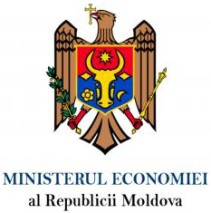 MINISTERUL ECONOMIEI
al Republicii Moldova